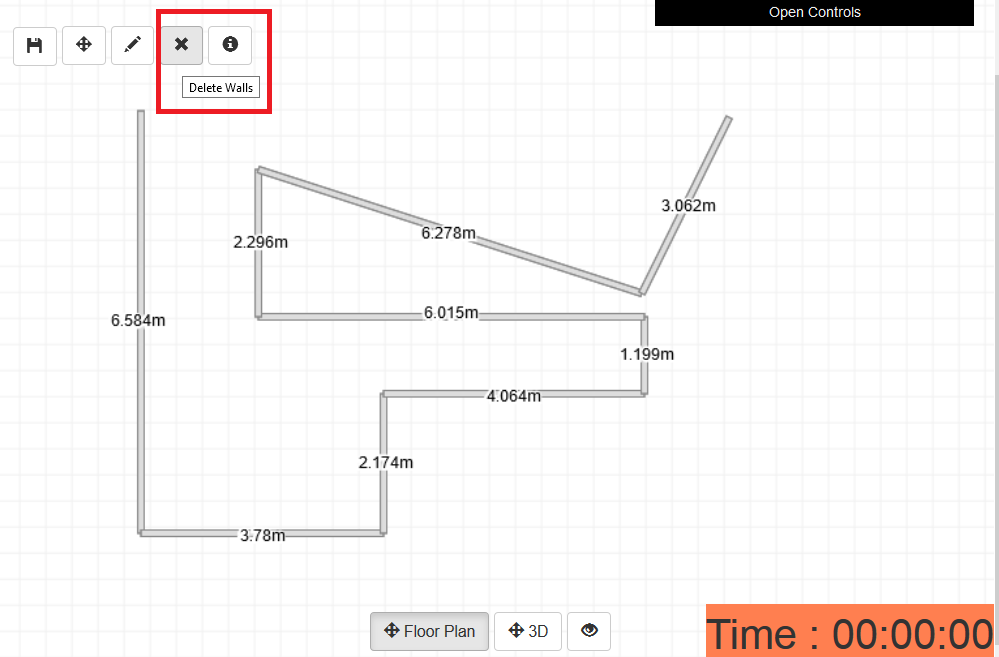 Open Controls
Delete Walls
3.062m
6.278m
2.296m
6.015m
6.584m
1.199m
4.064m
2.174m
3.78m
Floor Plan
3D
Time : 00:00:00